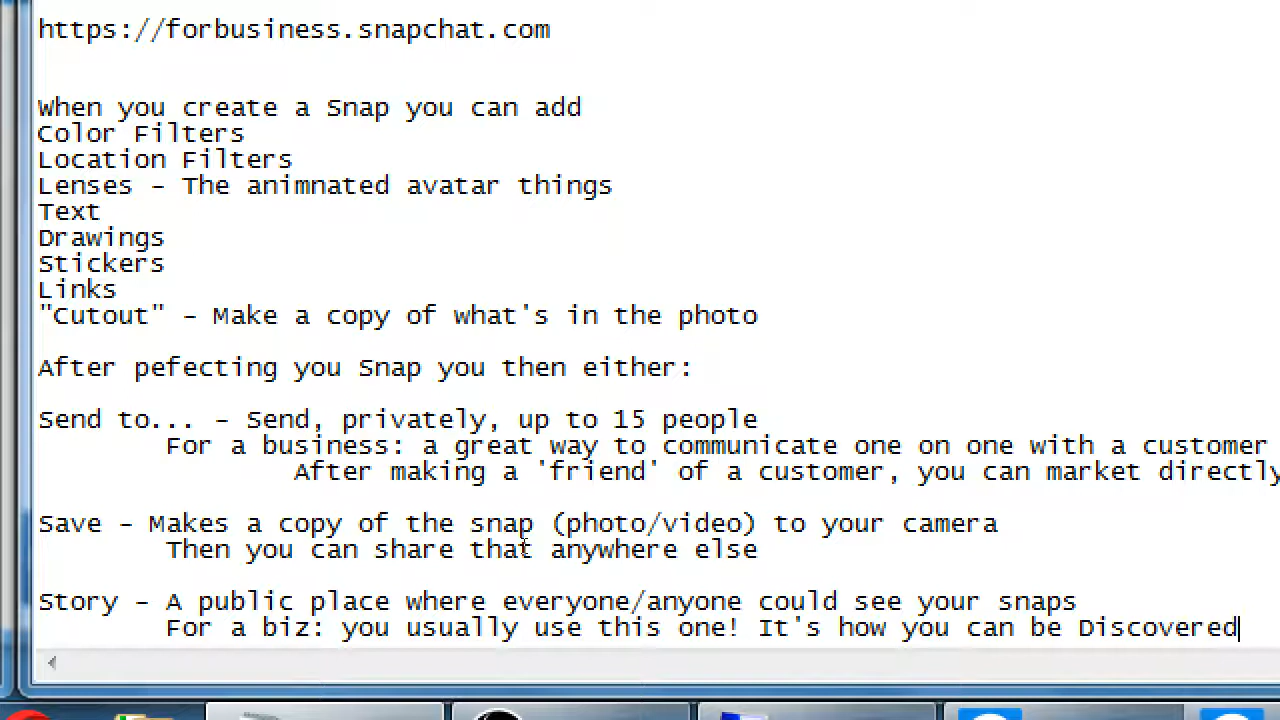 https://forbusiness.snapchat.com
When you create a Snap you can add
Color Filters
Location Filters
Lenses - The animnated avatar things
Text
Drawings
Stickers
Links
"Cutout" - Make a copy of what's in the photo
After pefecting you Snap you then either:
Send to... - Send, privately, up to 15 people
For a business: a great way to communicate one on one with a customer
After making a 'friend' of a customer, you can market directly
Save - Makes a copy of the snap (photo/video) to your camera
Then you can share that anywhere else
Story - A public place where everyone/anyone could see your snaps
For a biz: you usually use this one! It's how you can be Discovered